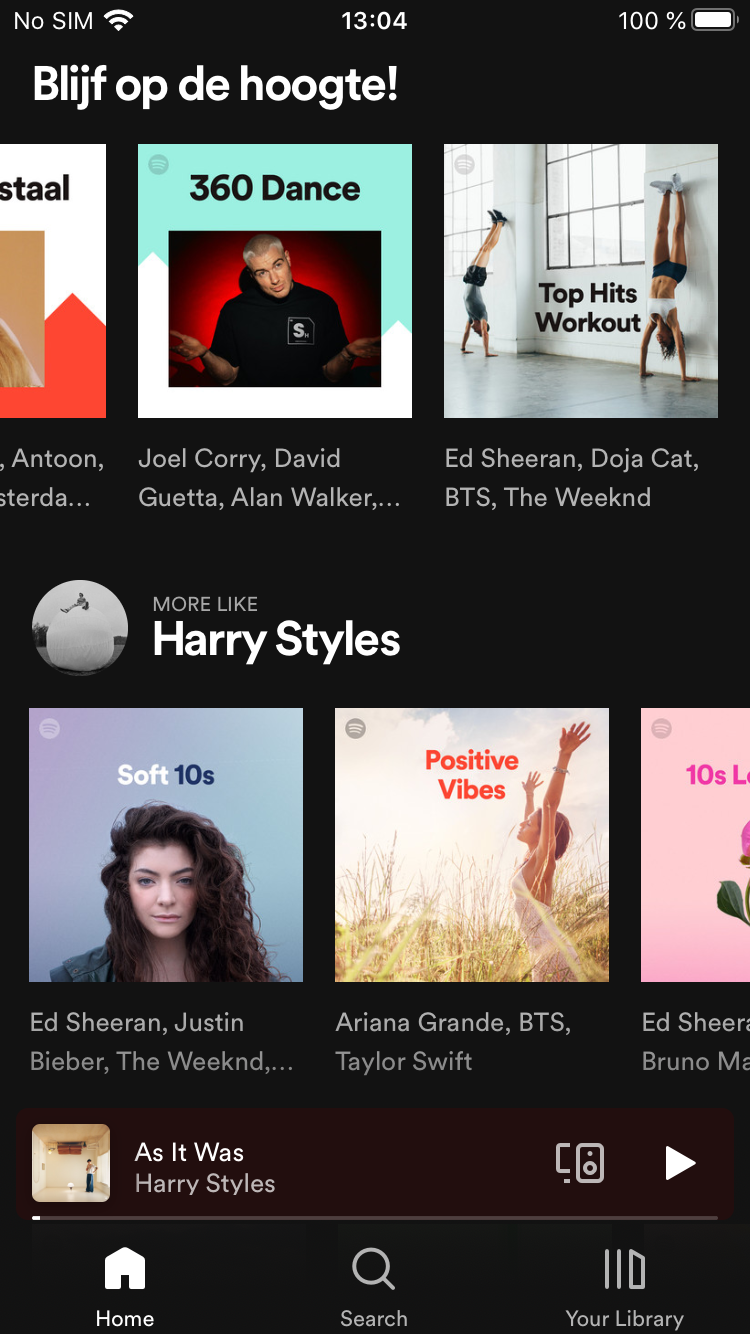 No SIM
13:04
100 %
Blijf op de hoogte!
staal
360 Dance
SH
Top Hits
Workout
, Antoon,
sterda...
Joel Corry, David
Guetta, Alan Walker,...
Ed Sheeran, Doja Cat,
BTS, The Weeknd
MORE LIKE
Harry Styles
Soft 10s
Positive
Vibes
10s L
Ed Sheeran, Justin
Bieber, The Weeknd,...
Ariana Grande, BTS,
Taylor Swift
Ed Sheera
Bruno Ma
As It Was
Harry Styles
Home
Search
Your Library